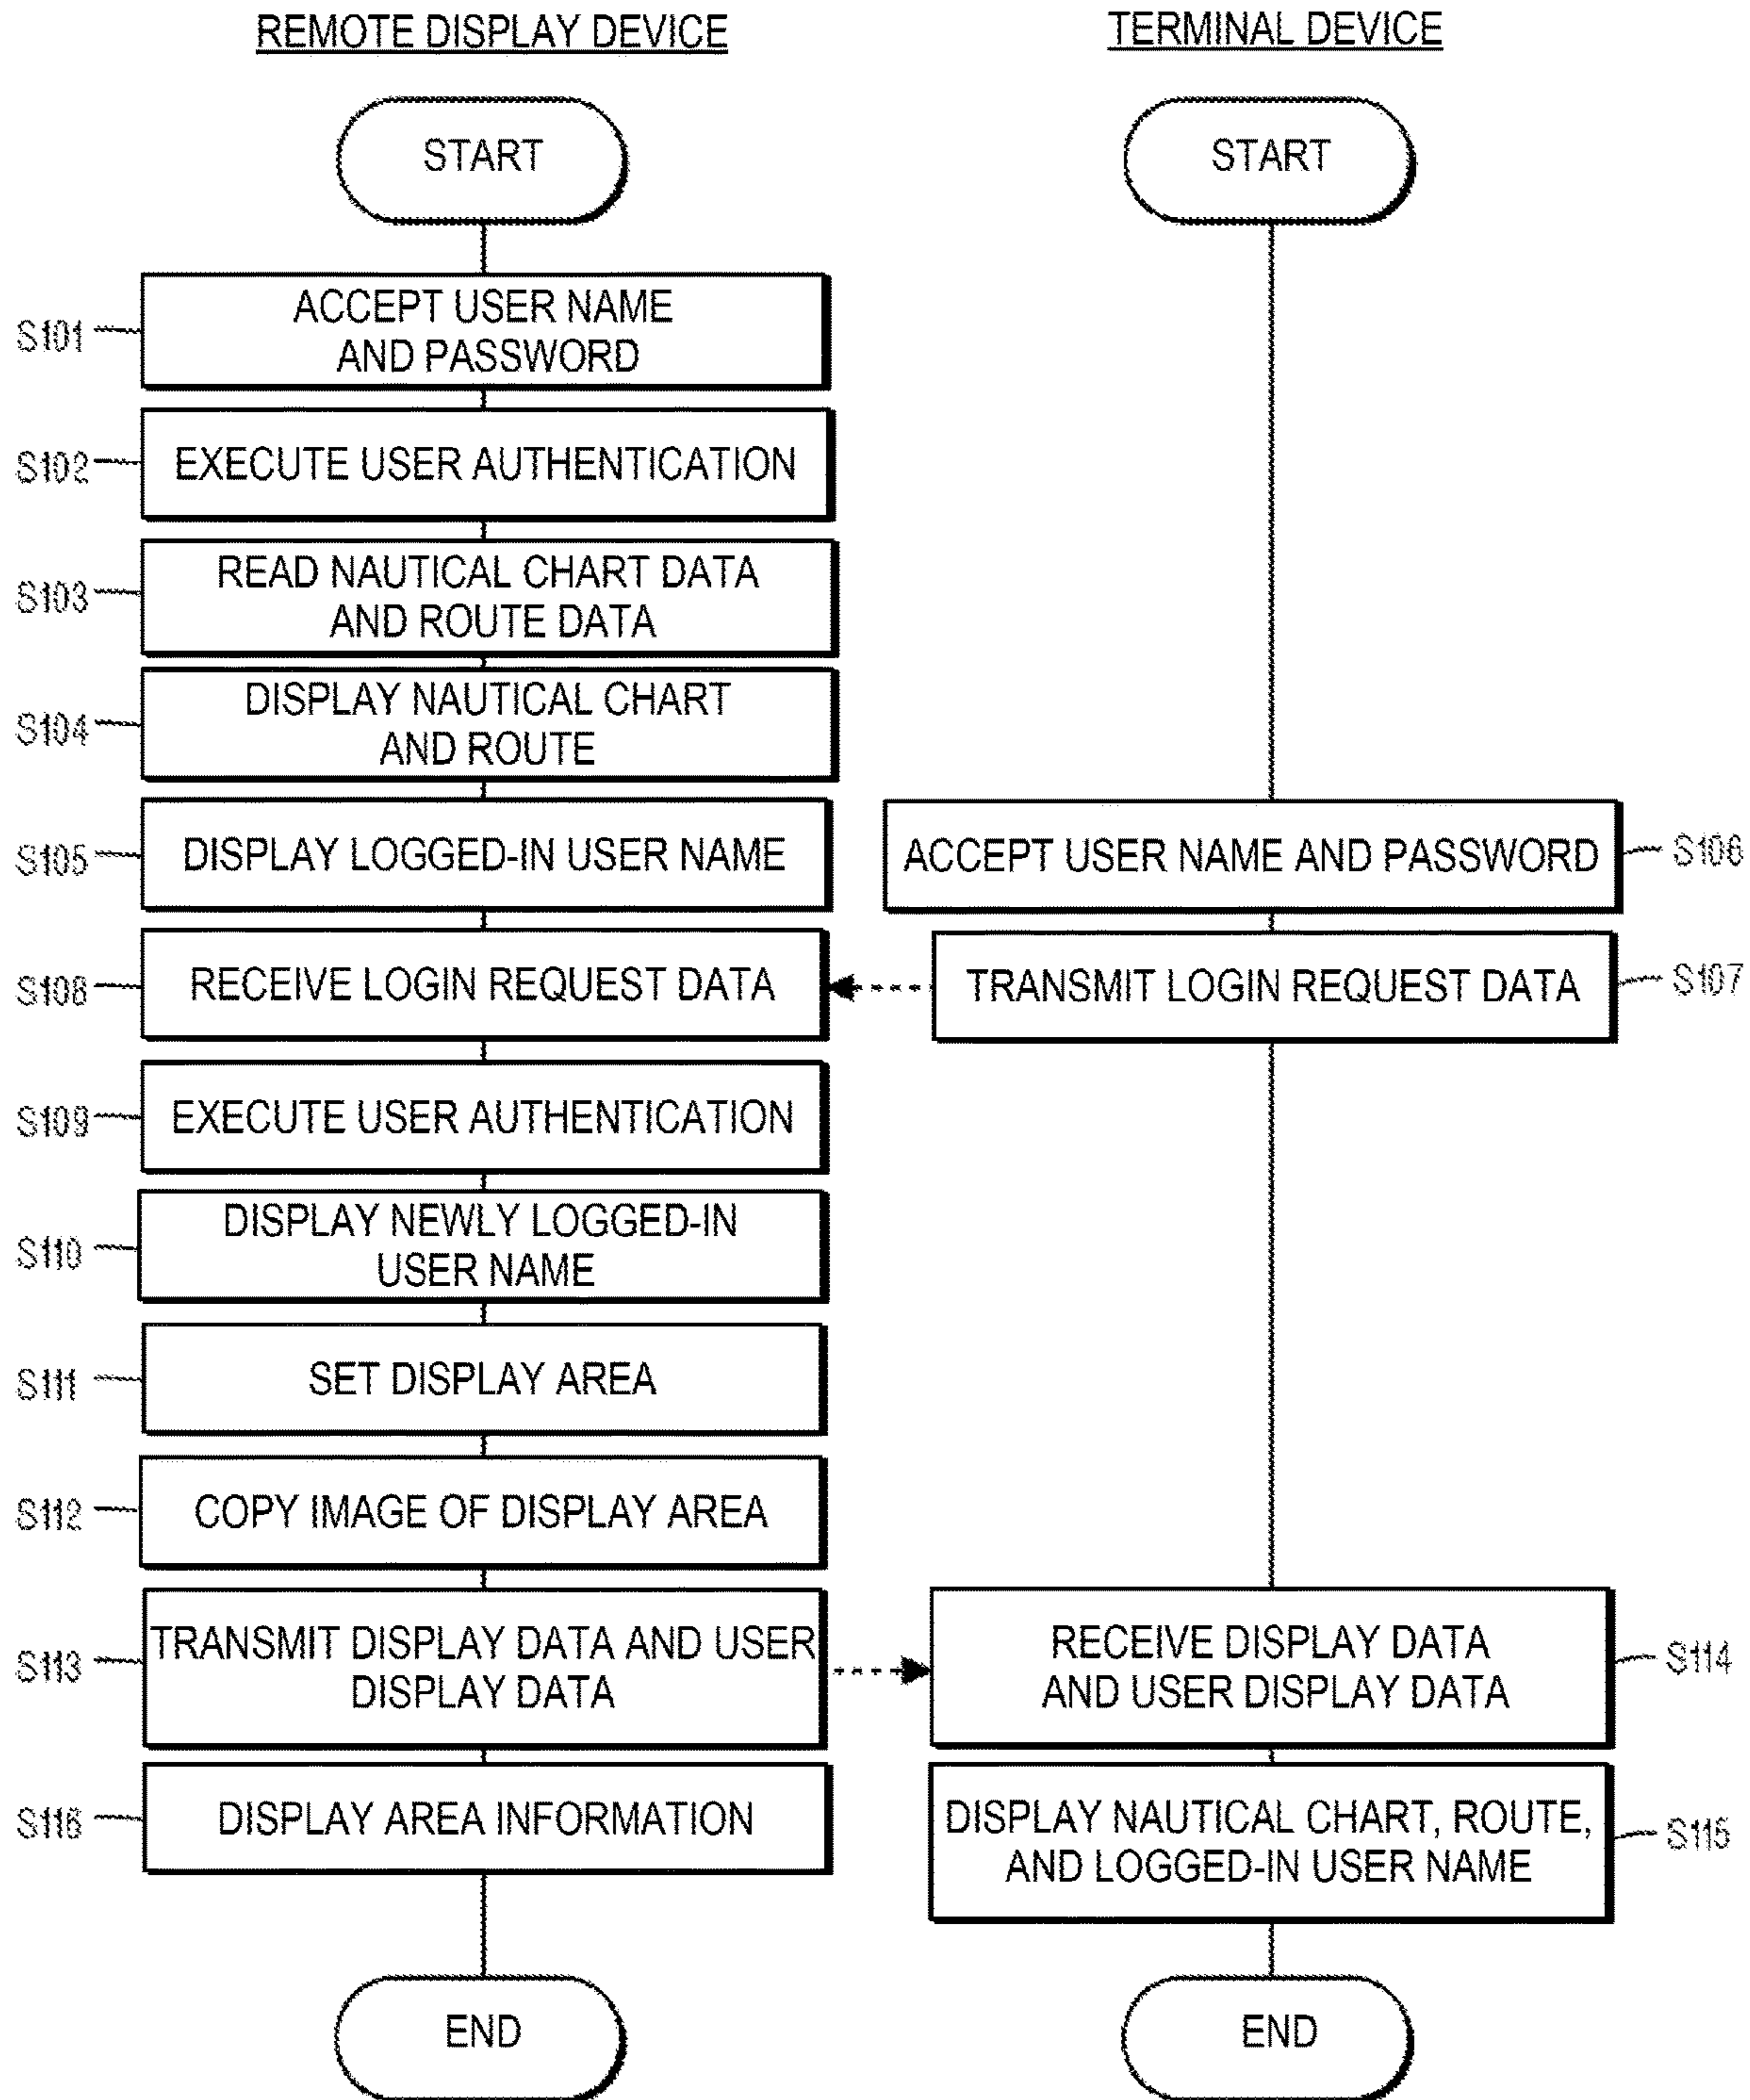 REMOTE DISPLAY DEVICE
TERMINAL DEVICE
START
START
S101
ACCEPT USER NAME
AND PASSWORD
S102
EXECUTE USER AUTHENTICATION
S103
READ NAUTICAL CHART DATA
AND ROUTE DATA
S104
DISPLAY NAUTICAL CHART
AND ROUTE
S105
DISPLAY LOGGED-IN USER NAME
ACCEPT USER NAME AND PASSWORD
S106
S108
RECEIVE LOGIN REQUEST DATA
TRANSMIT LOGIN REQUEST DATA
S107
S109
EXECUTE USER AUTHENTICATION
S110
DISPLAY NEWLY LOGGED-IN
USER NAME
S111
SET DISPLAY AREA
S112
COPY IMAGE OF DISPLAY AREA
S113
TRANSMIT DISPLAY DATA AND USER
DISPLAY DATA
RECEIVE DISPLAY DATA
AND USER DISPLAY DATA
S114
S116
DISPLAY AREA INFORMATION
DISPLAY NAUTICAL CHART, ROUTE,
AND LOGGED-IN USER NAME
S115
END
END